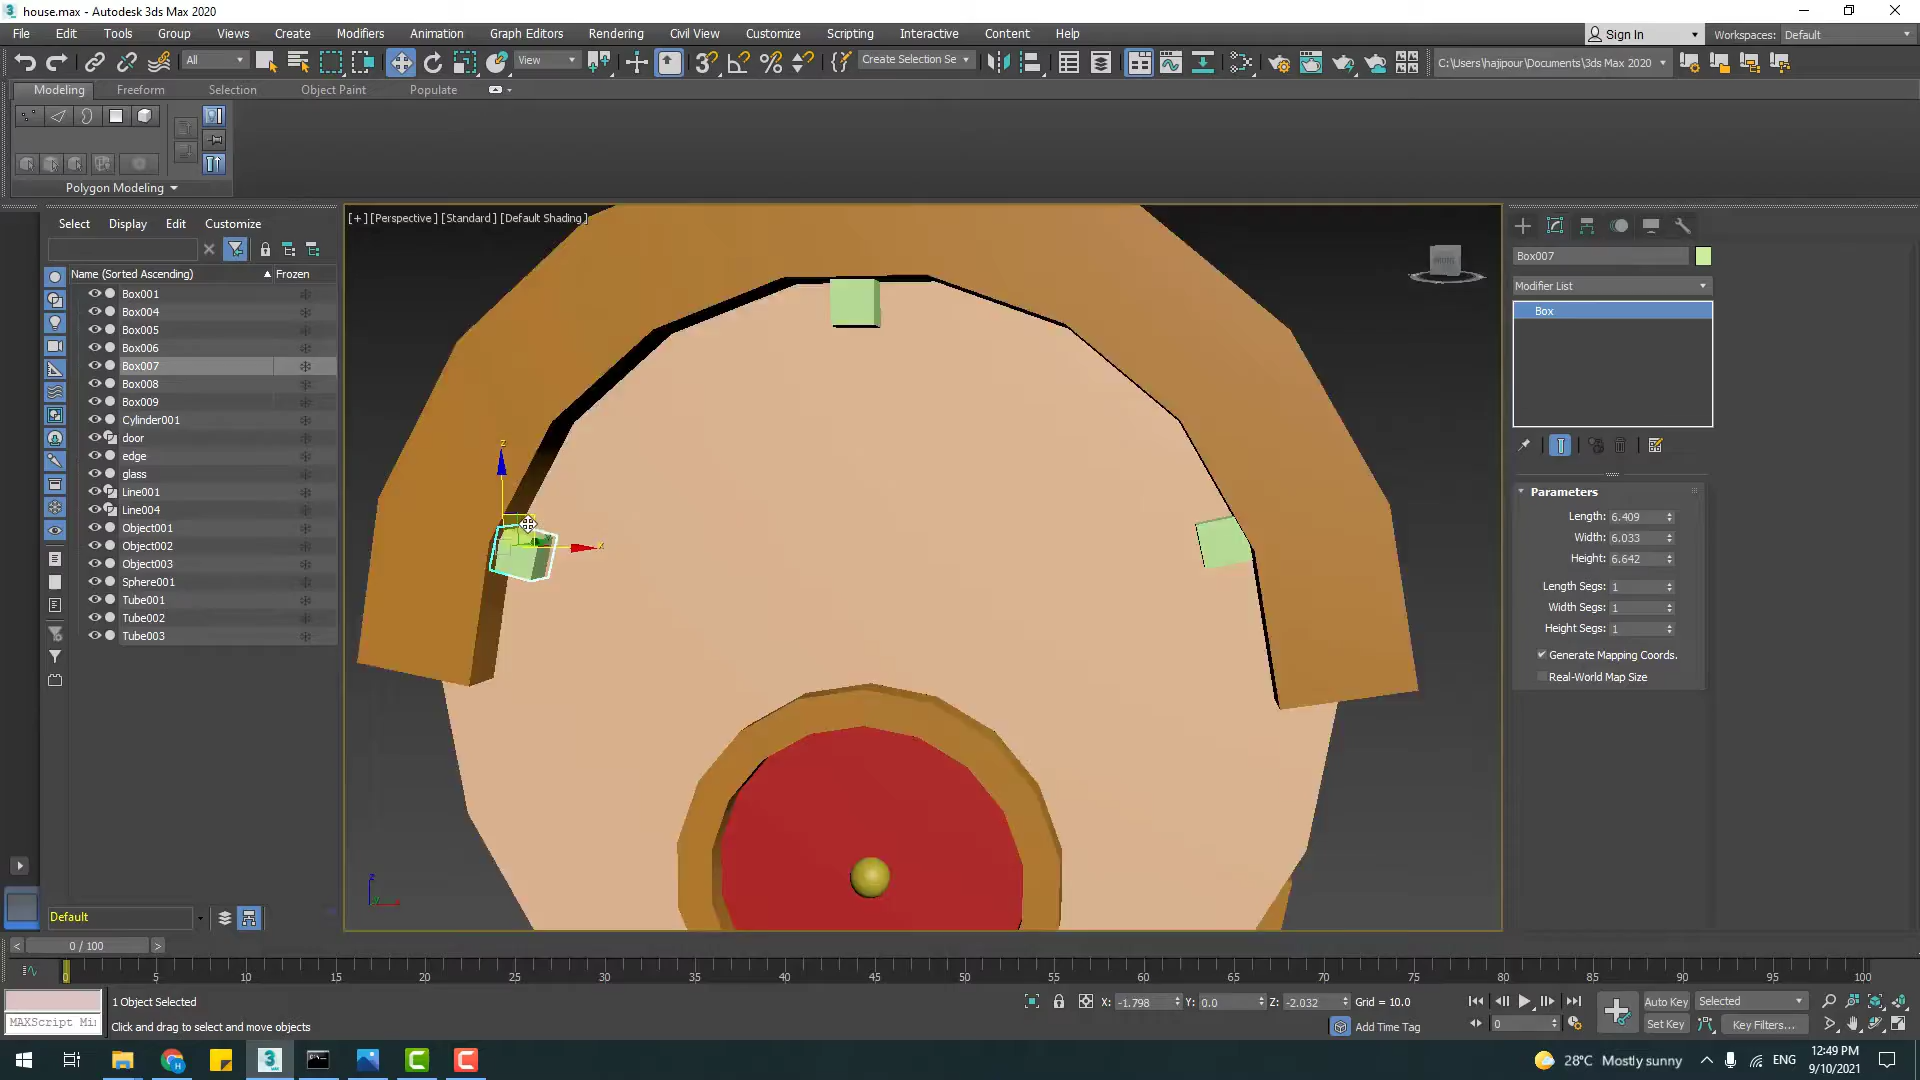 house.max - Autodesk 3ds Max 2020
File Edit Tools Group Views Create Modifiers Animation Graph Editors Rendering Civil View Customize Scripting Interactive Content Help
Sign In
Workspaces: Default
All
View
Create Selection Se
C:\Users\hajipour\Documents\3ds Max 2020
Modeling Freeform Selection Object Paint Populate
Polygon Modeling
Select Display Edit Customize
Name (Sorted Ascending) Frozen
Box001
Box004
Box005
Box006
Box007
Box008
Box009
Cylinder001
door
edge
glass
Line001
Line004
Object001
Object002
Object003
Sphere001
Tube001
Tube002
Tube003
Default
[+] [Perspective] [Standard] [Default Shading]
z
x
z
Box007
Modifier List
Box
Parameters
Length: 6.409
Width: 6.033
Height: 6.642
Length Segs: 1
Width Segs: 1
Height Segs: 1
Generate Mapping Coords.
Real-World Map Size
< 0 / 100 >
0 5 10 15 20 25 30 35 40 45 50 55 60 65 70 75 80 85 90 95 100
1 Object Selected
X: -1.798 Y: 0.0 Z: -2.032 Grid = 10.0
Auto Key Selected
MAXScript Mi
Click and drag to select and move objects
Add Time Tag
0
Set Key Key Filters...
28°C Mostly sunny
ENG
12:49 PM
9/10/2021